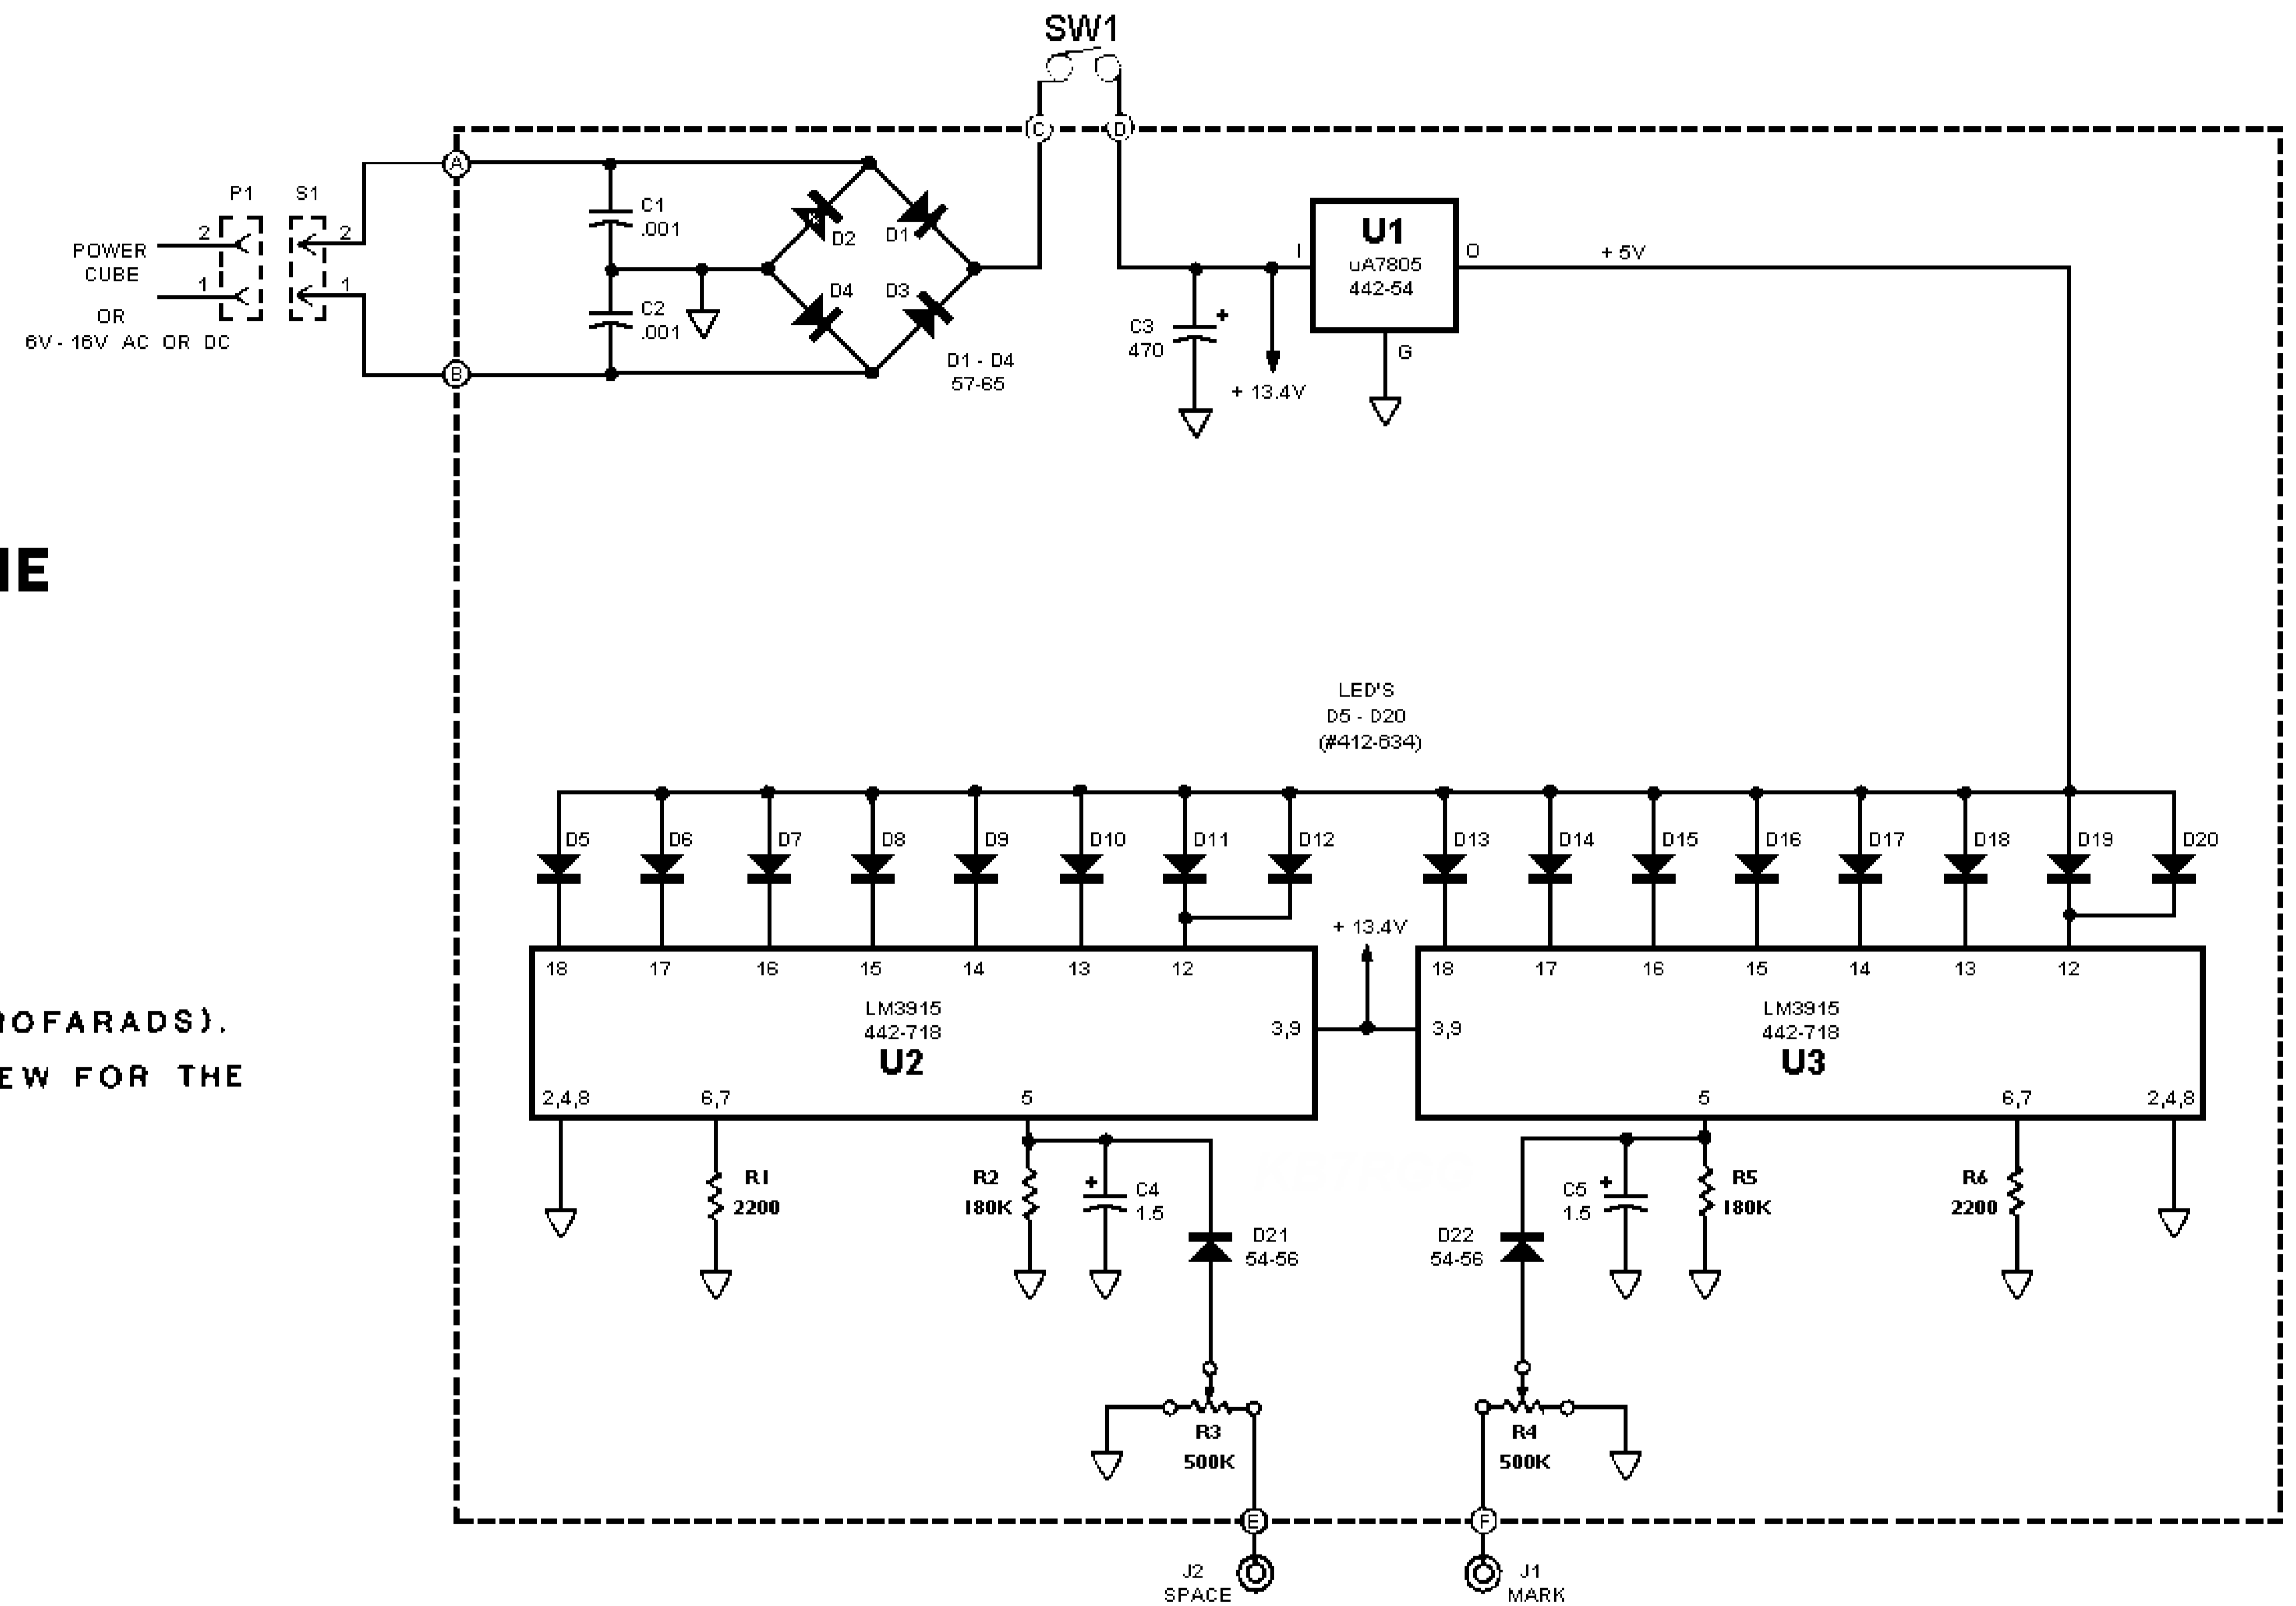 SW1
C
D
A
P1
S1
2
2
POWER
CUBE
1
1
OR
6V - 16V AC OR DC
B
C1
.001
C2
.001
D2
D1
D4
D3
D1 - D4
57-65
C3
+
470
+ 13.4V
I
U1
uA7805
442-54
O
G
+ 5V
IE
LED'S
D5 - D20
(#412-634)
D5
D6
D7
D8
D9
D10
D11
D12
D13
D14
D15
D16
D17
D18
D19
D20
+ 13.4V
18
17
16
15
14
13
12
LM3915
442-718
U2
3,9
2,4,8
6,7
5
18
17
16
15
14
13
12
LM3915
442-718
U3
3,9
5
6,7
2,4,8
OFARADS).
EW FOR THE
R1
2200
R2
180K
+
C4
1.5
D21
54-56
D22
54-56
C5
+
1.5
R5
180K
R6
2200
R3
500K
R4
500K
E
F
J2
SPACE
J1
MARK